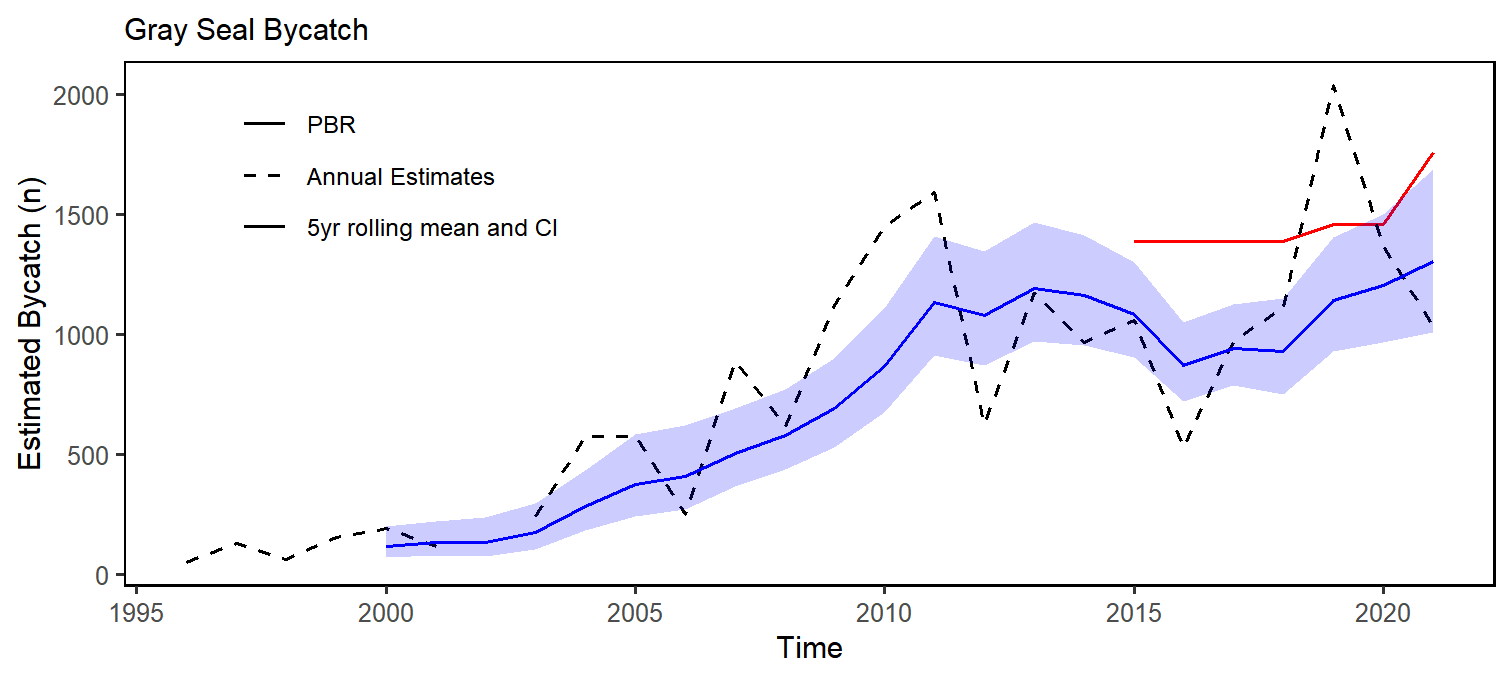 Gray Seal Bycatch
Estimated Bycatch (n)
2000
1500
1000
500
0
PBR
Annual Estimates
5yr rolling mean and CI
1995 2000 2005 2010 2015 2020
Time